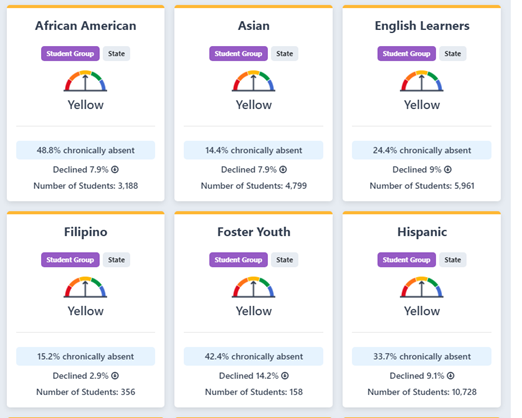 African American
Student Group State
Yellow
48.8% chronically absent
Declined 7.9%
Number of Students: 3,188
Asian
Student Group State
Yellow
14.4% chronically absent
Declined 7.9%
Number of Students: 4,799
English Learners
Student Group State
Yellow
24.4% chronically absent
Declined 9%
Number of Students: 5,961
Filipino
Student Group State
Yellow
15.2% chronically absent
Declined 2.9%
Number of Students: 356
Foster Youth
Student Group State
Yellow
42.4% chronically absent
Declined 14.2%
Number of Students: 158
Hispanic
Student Group State
Yellow
33.7% chronically absent
Declined 9.1%
Number of Students: 10,728